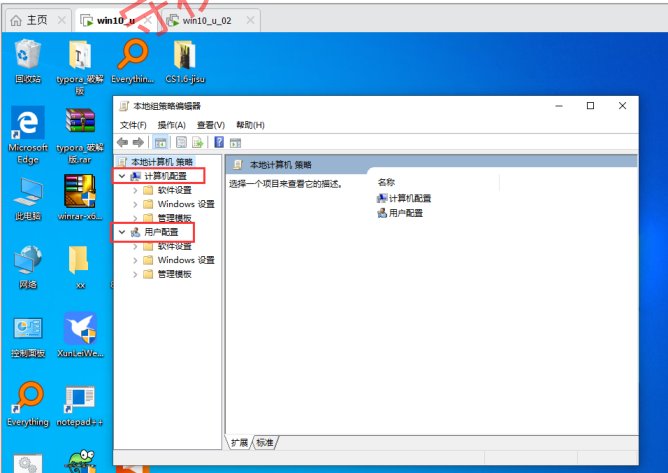 主页
win10_u
win10_u_02
回收站
typora_破解版
Everythin...
CS1.6-jisu
Microsoft Edge
typora_破解版.rar
此电脑
winrar-x6...
网络
xx
控制面板
XunLeiWe...
Everything
notepad++
本地组策略编辑器
文件(F) 操作(A) 查看(V) 帮助(H)
本地计算机 策略
计算机配置
软件设置
Windows 设置
管理模板
用户配置
软件设置
Windows 设置
管理模板
本地计算机 策略
选择一个项目来查看它的描述。
名称
计算机配置
用户配置
扩展 标准